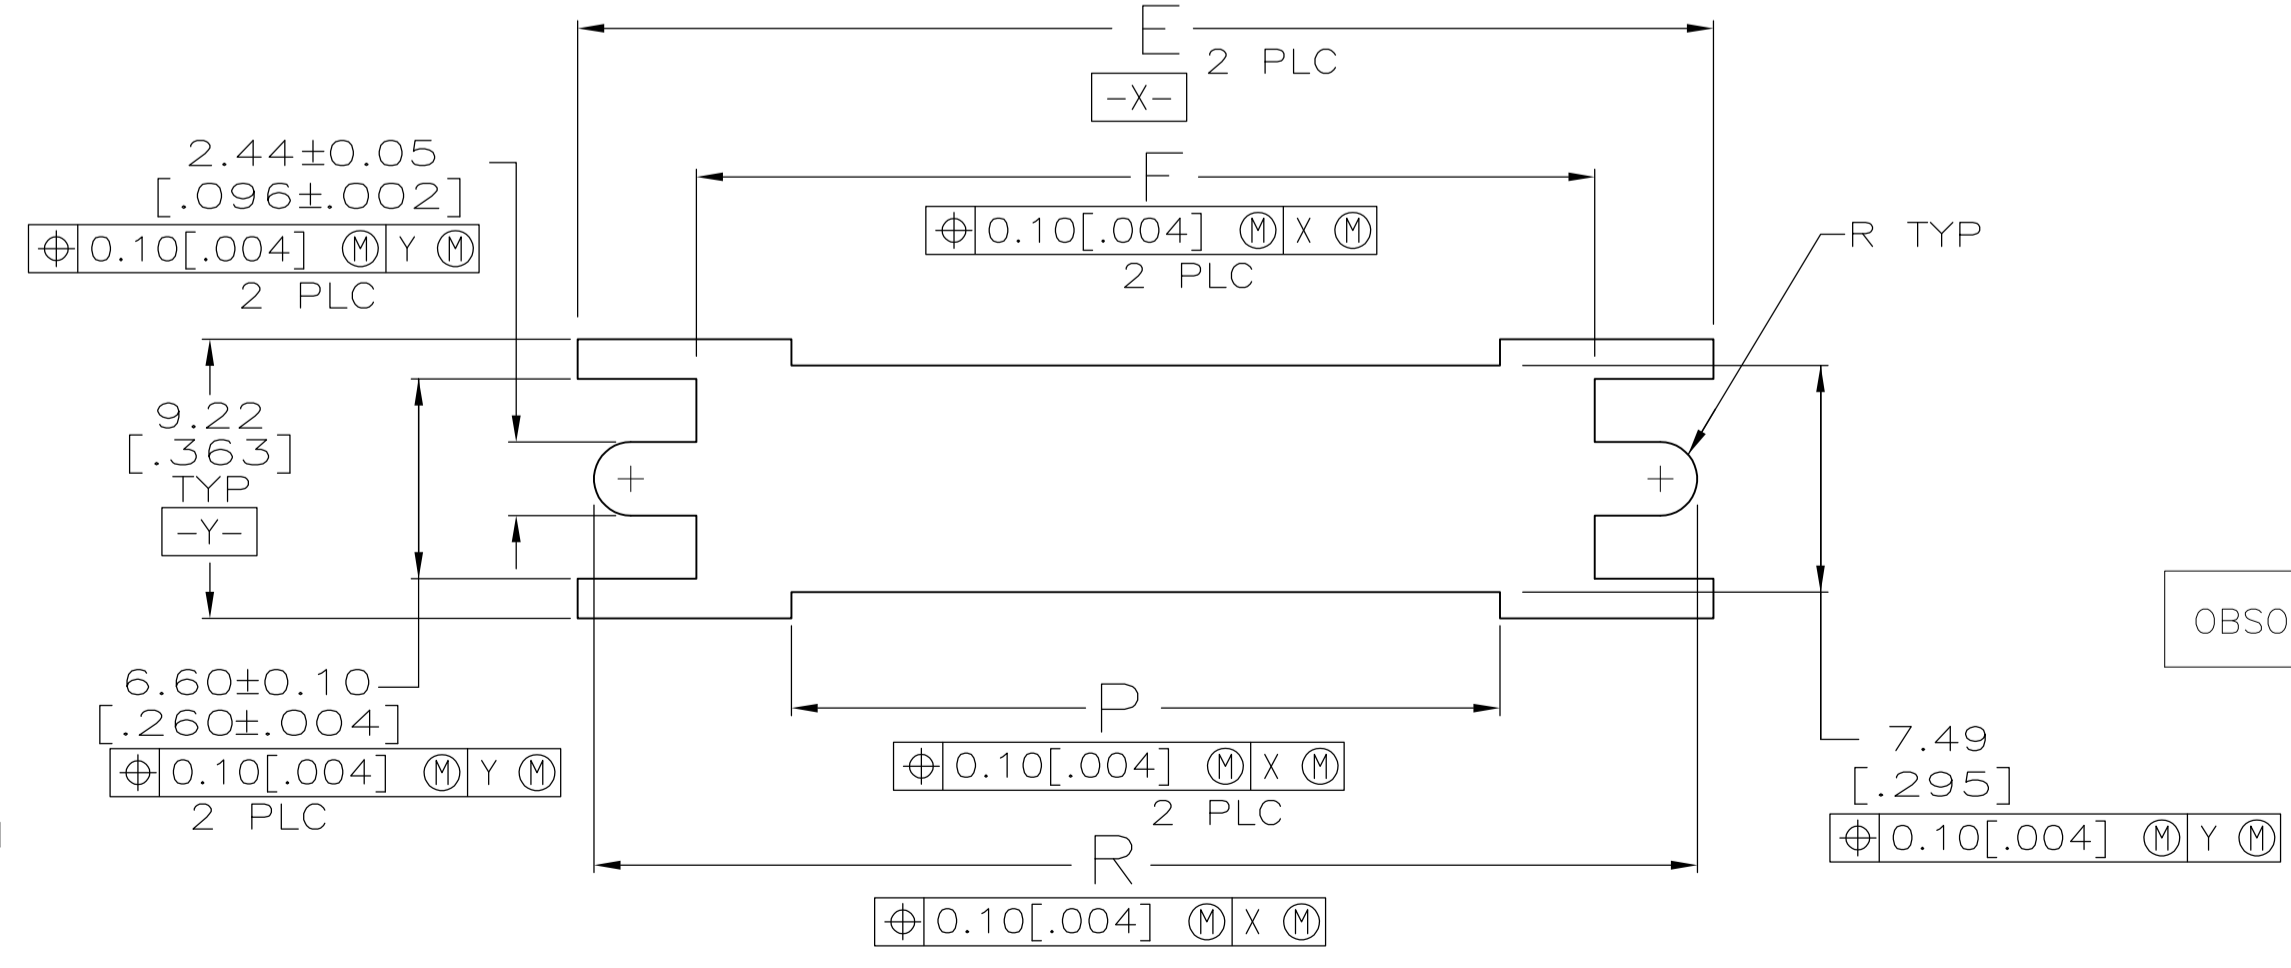 E
2 PLC
-X-
2.44±0.05
[.096±.002]
⌖ 0.10[.004] Ⓜ Y Ⓜ
2 PLC
F
⌖ 0.10[.004] Ⓜ X Ⓜ
2 PLC
R TYP
9.22
[.363]
TYP
-Y-
OBSO
6.60±0.10
[.260±.004]
⌖ 0.10[.004] Ⓜ Y Ⓜ
2 PLC
P
⌖ 0.10[.004] Ⓜ X Ⓜ
2 PLC
7.49
[.295]
⌖ 0.10[.004] Ⓜ Y Ⓜ
R
⌖ 0.10[.004] Ⓜ X Ⓜ